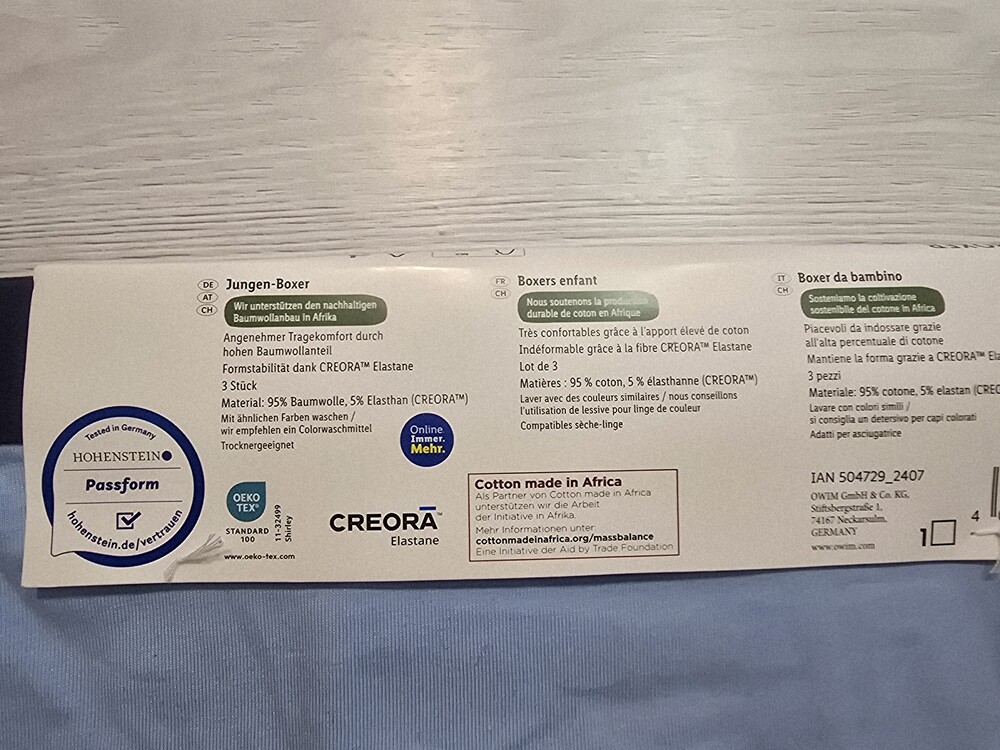 DE
AT
CH
Jungen-Boxer
Wir unterstützen den nachhaltigen
Baumwollanbau in Afrika
Angenehmer Tragekomfort durch
hohen Baumwollanteil
Formstabilität dank CREORA™ Elastane
3 Stück
Material: 95% Baumwolle, 5% Elasthan (CREORA™)
Mit ähnlichen Farben waschen /
wir empfehlen ein Colorwaschmittel
Trocknergeeignet
Online.
Immer.
Mehr.
FR
CH
Boxers enfant
Nous soutenons la production
durable de coton en Afrique
Très confortables grâce à l'apport élevé de coton
Indéformable grâce à la fibre CREORA™ Elastane
Lot de 3
Matières : 95 % coton, 5 % élasthanne (CREORA™)
Laver avec des couleurs similaires / nous conseillons
l'utilisation de lessive pour linge de couleur
Compatibles sèche-linge
IT
CH
Boxer da bambino
Sosteniamo la coltivazione
sostenibile del cotone in Africa
Piacevoli da indossare grazie
all'alta percentuale di cotone
Mantiene la forma grazie a CREORA™ Ela
3 pezzi
Materiale: 95% cotone, 5% elastan (CREO
Lavare con colori simili /
si consiglia un detersivo per capi colorati
Adatti per asciugatrice
Tested in Germany
HOHENSTEIN
Passform
hohenstein.de/vertrauen
OEKO
TEX®
STANDARD
100
11-32499
Shirley
www.oeko-tex.com
CREORA™
Elastane
Cotton made in Africa
Als Partner von Cotton made in Africa
unterstützen wir die Arbeit
der Initiative in Afrika.
Mehr Informationen unter:
cottonmadeinafrica.org/massbalance
Eine Initiative der Aid by Trade Foundation
IAN 504729_2407
OWIM GmbH & Co. KG,
Stiftsbergstraße 1,
74167 Neckarsulm,
GERMANY
www.owim.com
1
4